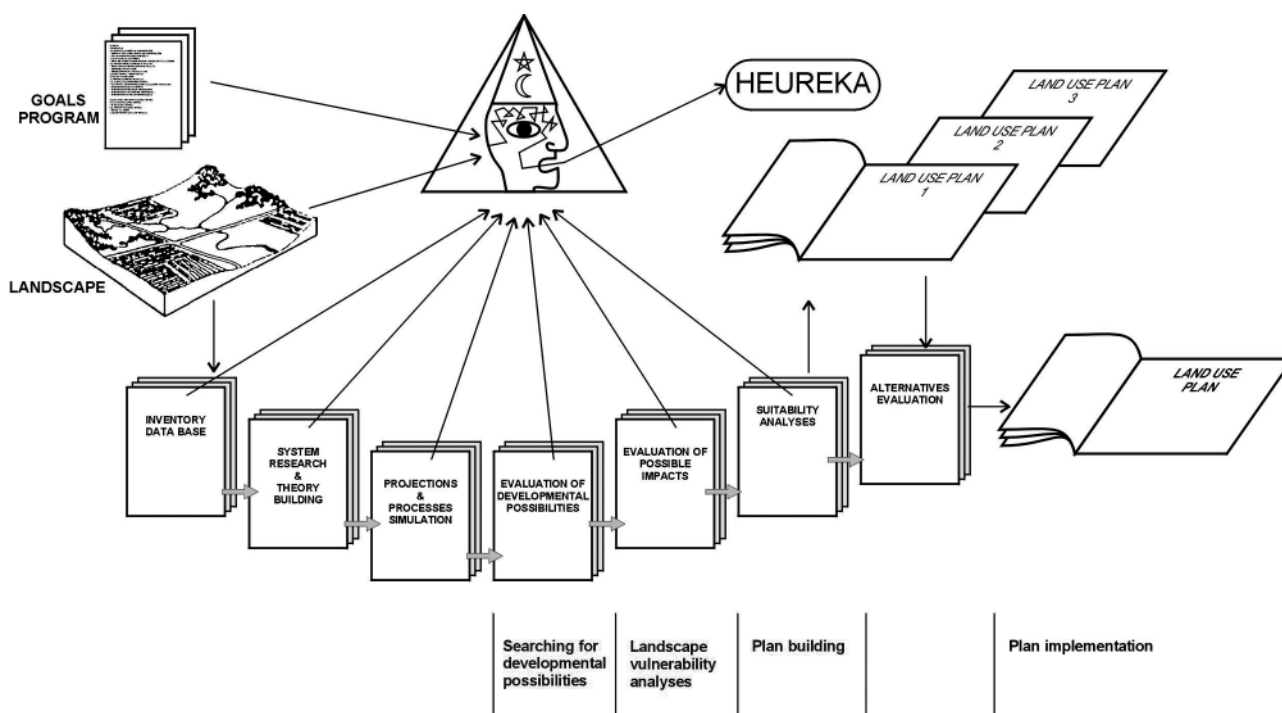 GOALS
PROGRAM
HEUREKA
LAND USE PLAN
3
LAND USE PLAN
2
LAND USE PLAN
1
LANDSCAPE
INVENTORY
DATA BASE
SYSTEM
RESEARCH
&
THEORY
BUILDING
PROJECTIONS
&
PROCESSES
SIMULATION
EVALUATION OF
DEVELOPMENTAL
POSSIBILITIES
EVALUATION OF
POSSIBLE
IMPACTS
SUITABILITY
ANALYSES
ALTERNATIVES
EVALUATION
LAND USE
PLAN
Searching for
developmental
possibilities
Landscape
vulnerability
analyses
Plan building
Plan implementation